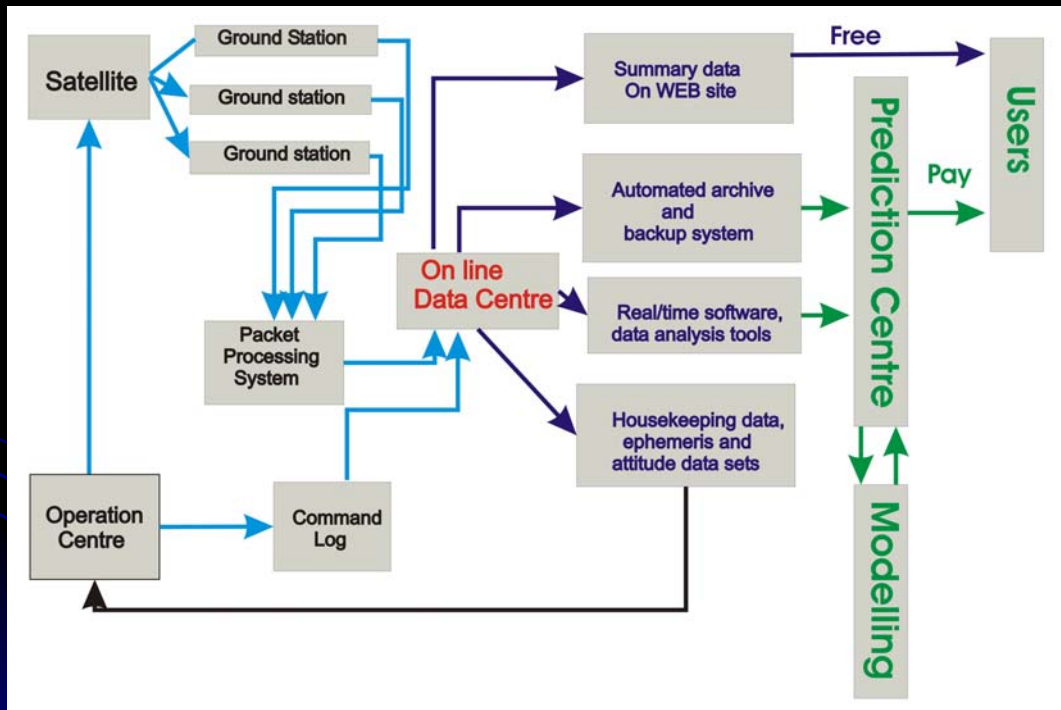 Ground Station
Satellite
Ground station
Ground station
Packet
Processing
System
Operation
Centre
Command
Log
On line
Data Centre
Summary data
On WEB site
Automated archive
and
backup system
Real/time software,
data analysis tools
Housekeeping data,
ephemeris and
attitude data sets
Free
Prediction Centre
Modelling
Pay
Users